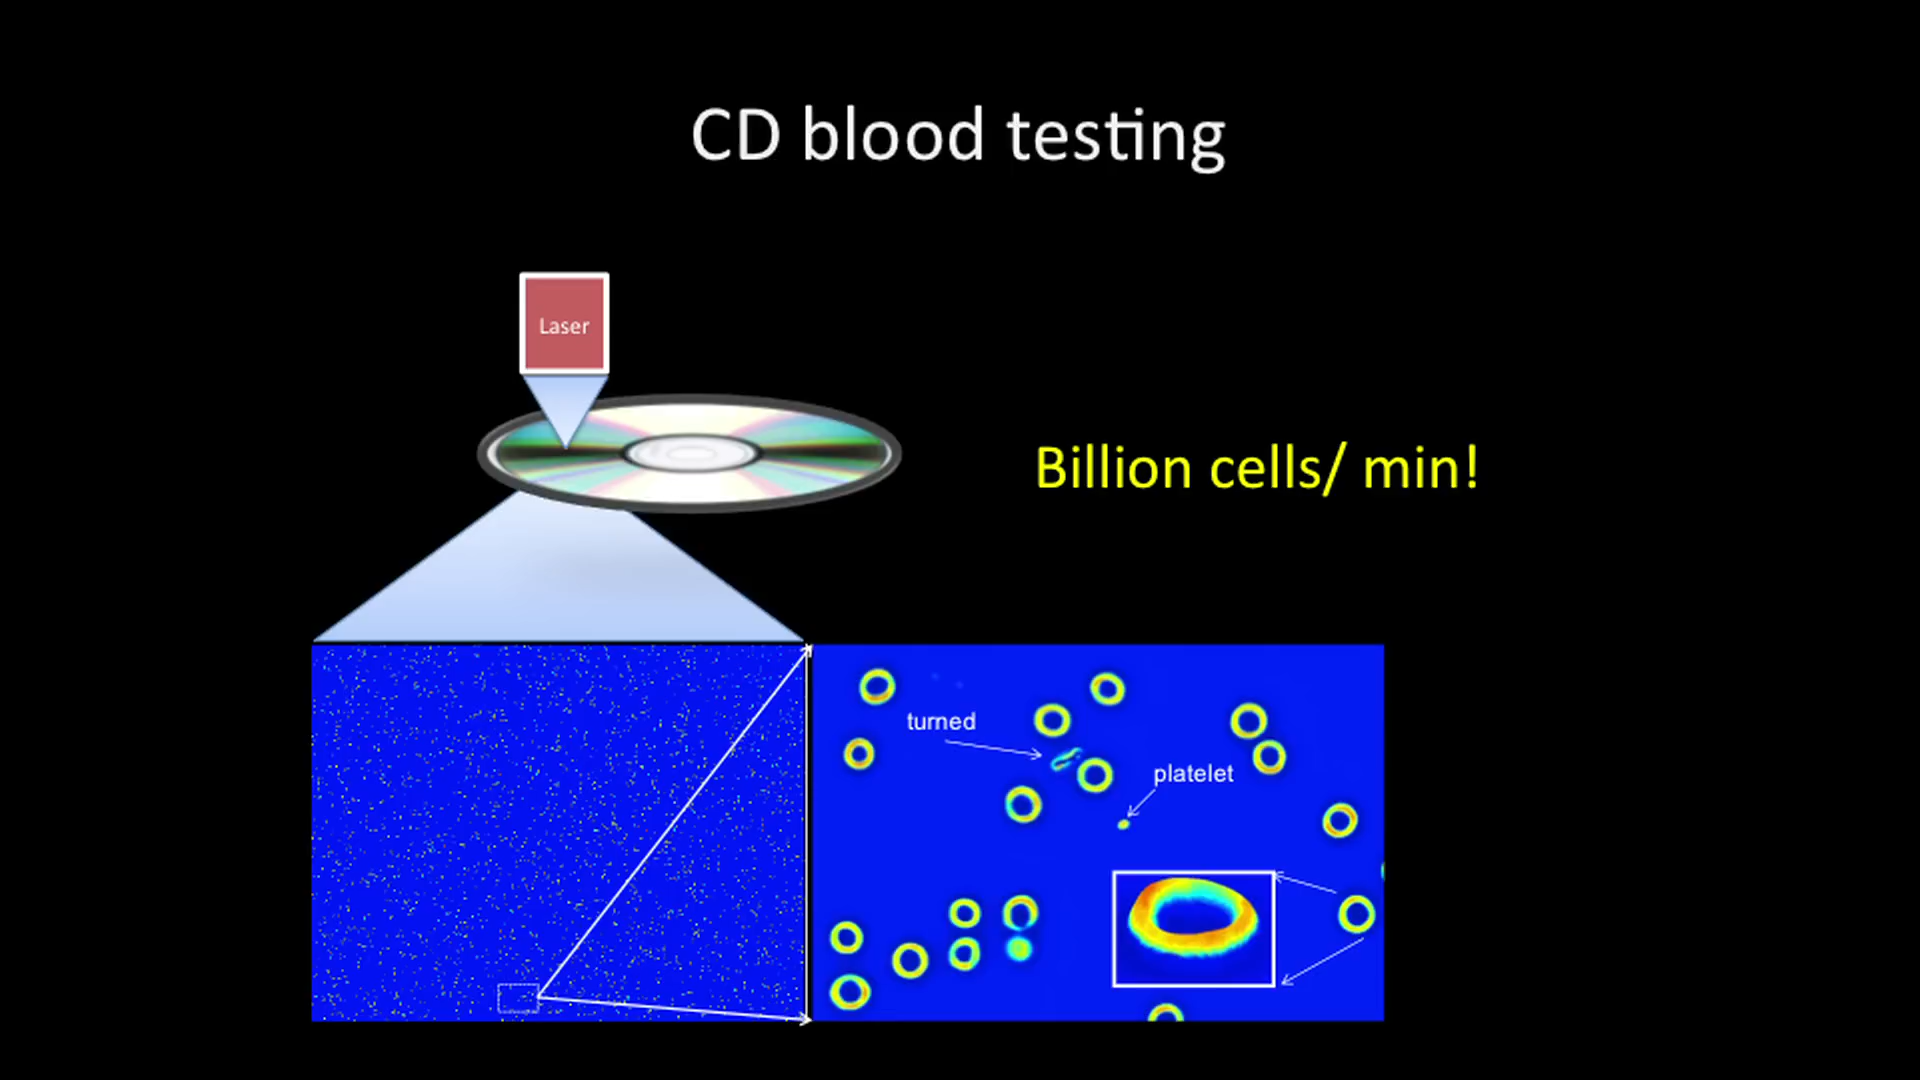 CD blood testing
Laser
Billion cells/ min!
turned
platelet